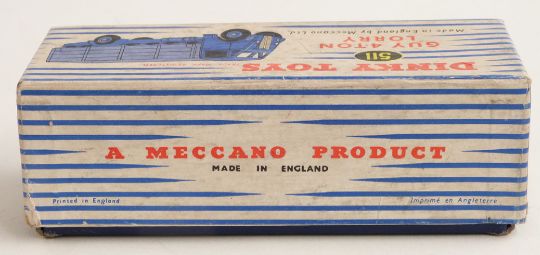 Made in England by Meccano Ltd.
GUY 4-TON
LORRY
511
DINKY TOYS
A MECCANO PRODUCT
MADE IN ENGLAND
Printed in England
Imprimé en Angleterre